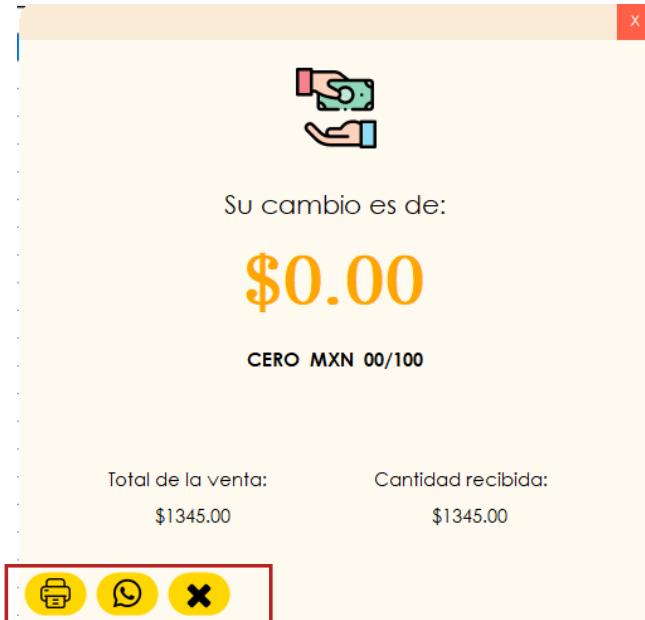 X
Su cambio es de:
$0.00
CERO MXN 00/100
Total de la venta:
Cantidad recibida:
$1345.00
$1345.00